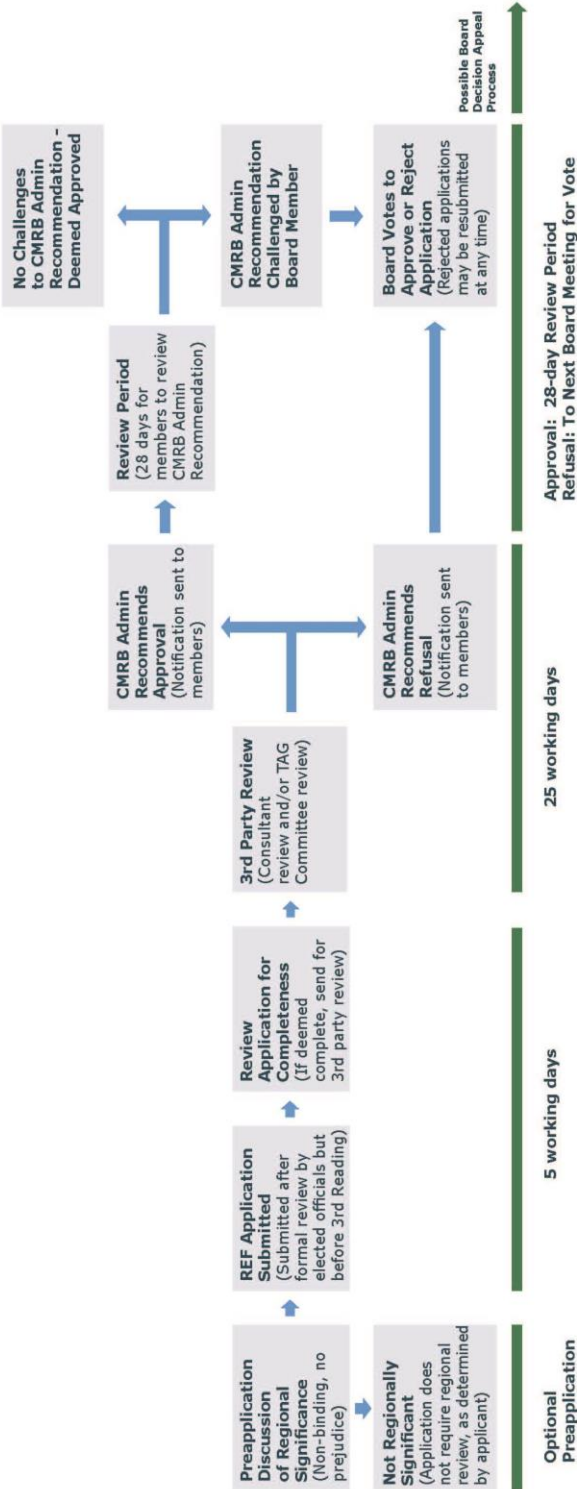 Preapplication
Discussion
of Regional
Significance
(Non-binding, no
prejudice)
Not Regionally
Significant
(Application does
not require regional
review, as determined
by applicant)
REF Application
Submitted
(Submitted after
formal review by
elected officials but
before 3rd Reading)
Review
Application for
Completeness
(If deemed
complete, send for
3rd party review)
3rd Party Review
(Consultant
review and/or TAG
Committee review)
CMRB Admin
Recommends
Approval
(Notification sent to
members)
CMRB Admin
Recommends
Refusal
(Notification sent
to members)
Review Period
(28 days for
members to review
CMRB Admin
Recommendation)
No Challenges
to CMRB Admin
Recommendation -
Deemed Approved
CMRB Admin
Recommendation
Challenged by
Board Member
Board Votes to
Approve or Reject
Application
(Rejected applications
may be resubmitted
at any time)
Possible Board
Decision Appeal
Process
Optional
Preapplication
5 working days
25 working days
Approval: 28-day Review Period
Refusal: To Next Board Meeting for Vote